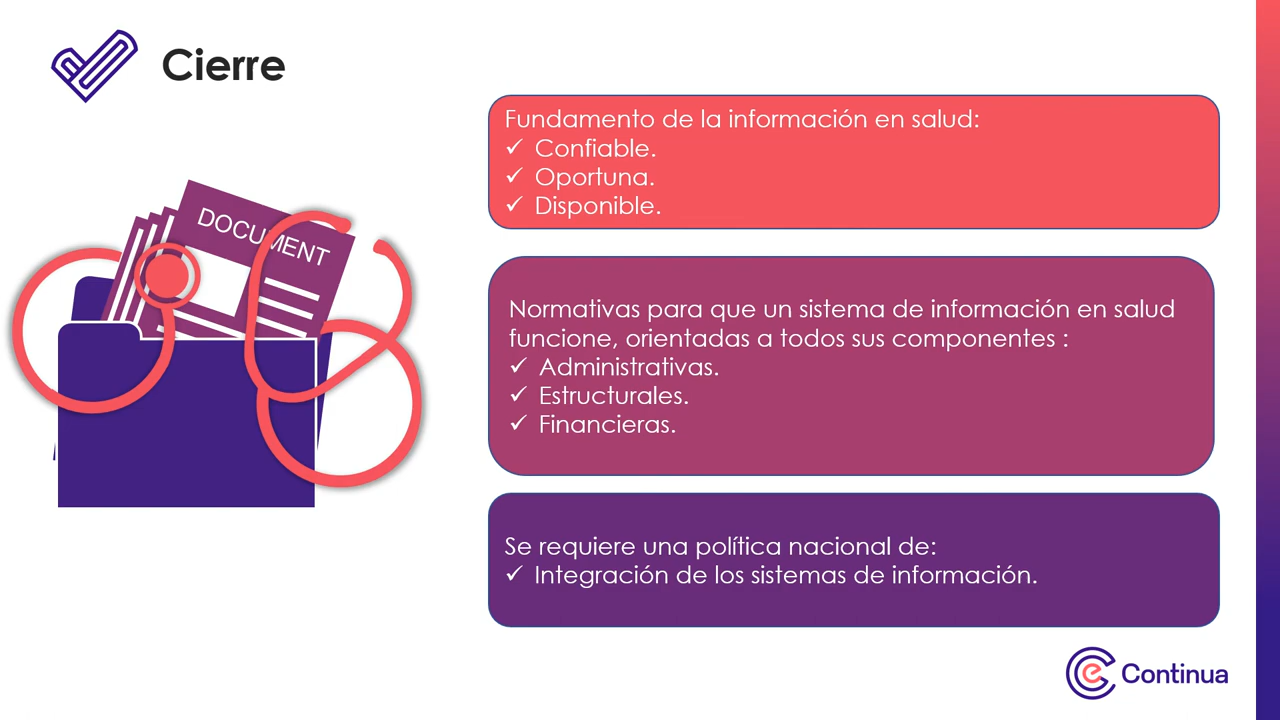 Cierre
Fundamento de la información en salud:
✓ Confiable.
✓ Oportuna.
✓ Disponible.
DOCUMENT
Normativas para que un sistema de información en salud
funcione, orientadas a todos sus componentes :
✓ Administrativas.
✓ Estructurales.
✓ Financieras.
Se requiere una política nacional de:
✓ Integración de los sistemas de información.
e Continua